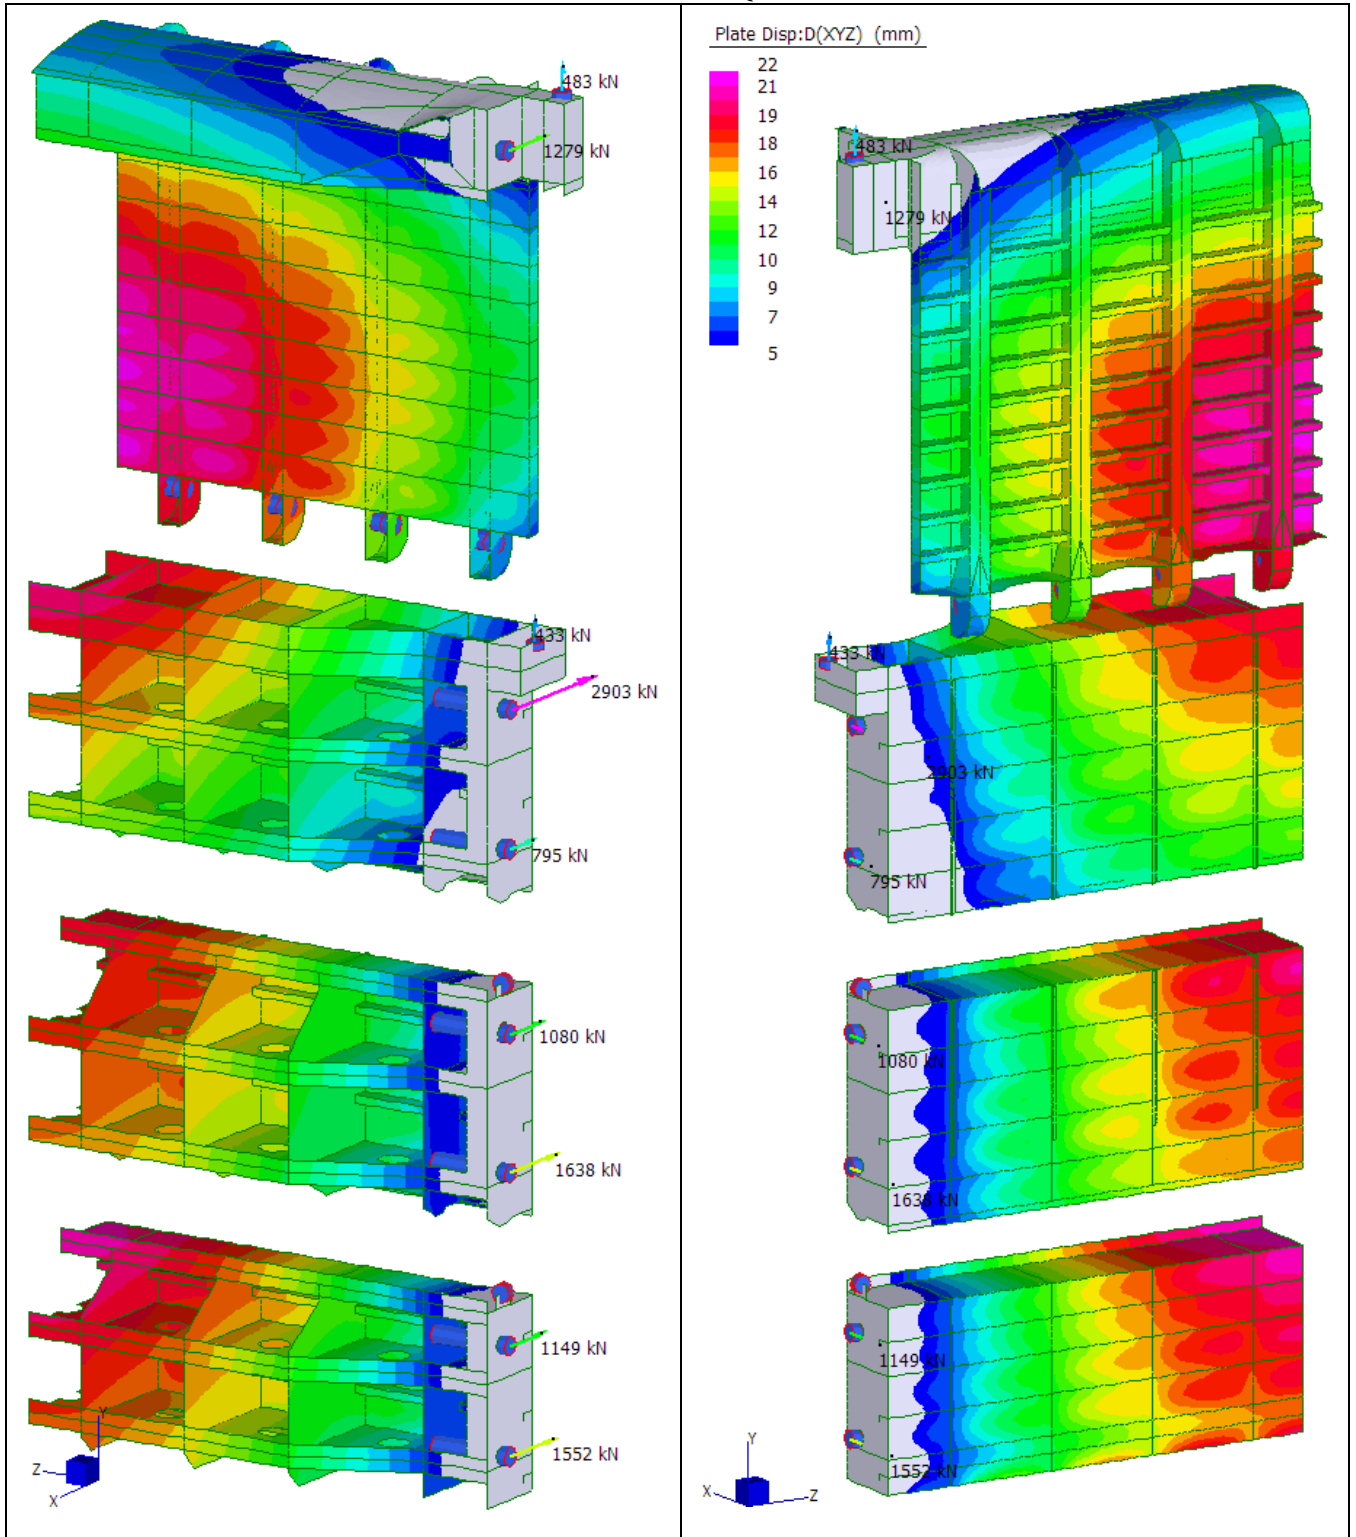 483 kN
1279 kN
433 kN
2903 kN
795 kN
1080 kN
1638 kN
1149 kN
1552 kN
Y
Z
X
Plate Disp:D(XYZ) (mm)
22
21
19
18
16
14
12
10
9
7
5
483 kN
1279 kN
433 kN
2903 kN
795 kN
1080 kN
1638 kN
1149 kN
1552 kN
Y
X
Z